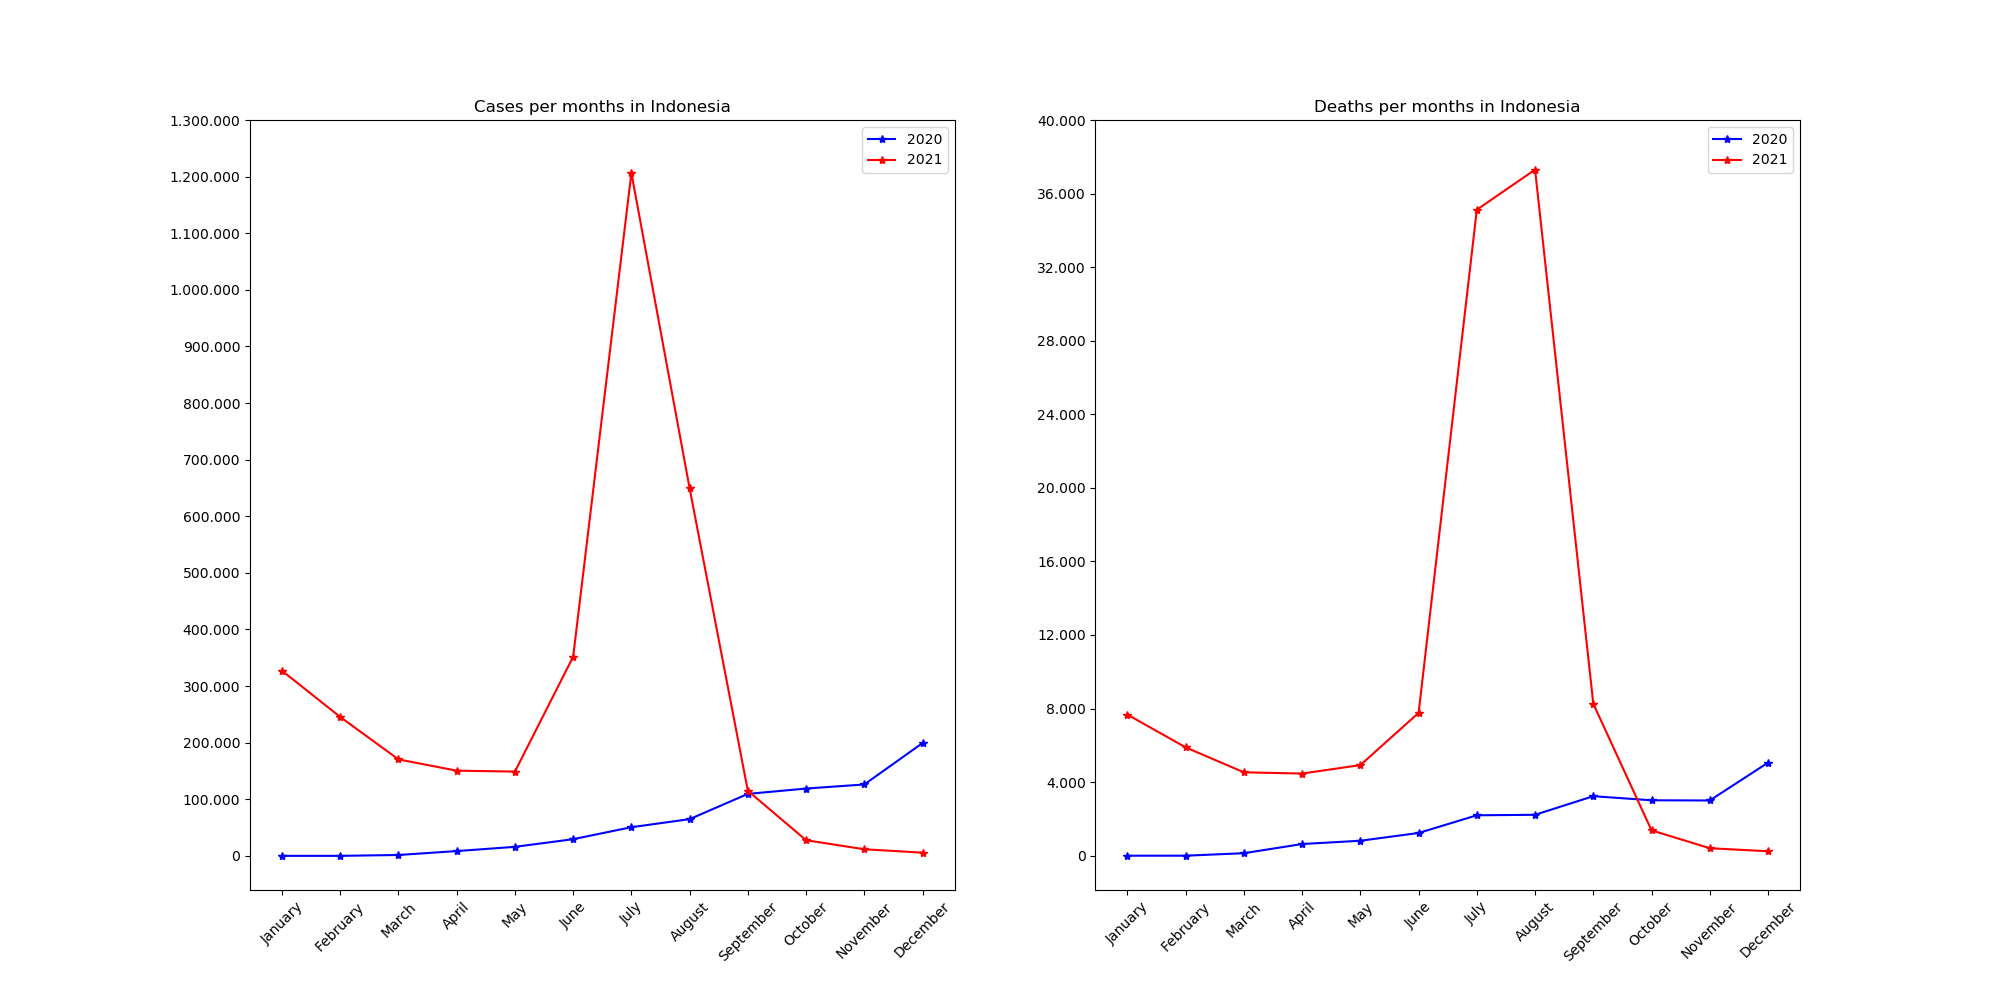 Cases per months in Indonesia
1.300.000
1.200.000
1.100.000
1.000.000
900.000
800.000
700.000
600.000
500.000
400.000
300.000
200.000
100.000
0
2020
2021
January
February
March
April
May
June
July
August
September
October
November
December
Deaths per months in Indonesia
40.000
36.000
32.000
28.000
24.000
20.000
16.000
12.000
8.000
4.000
0
2020
2021
January
February
March
April
May
June
July
August
September
October
November
December